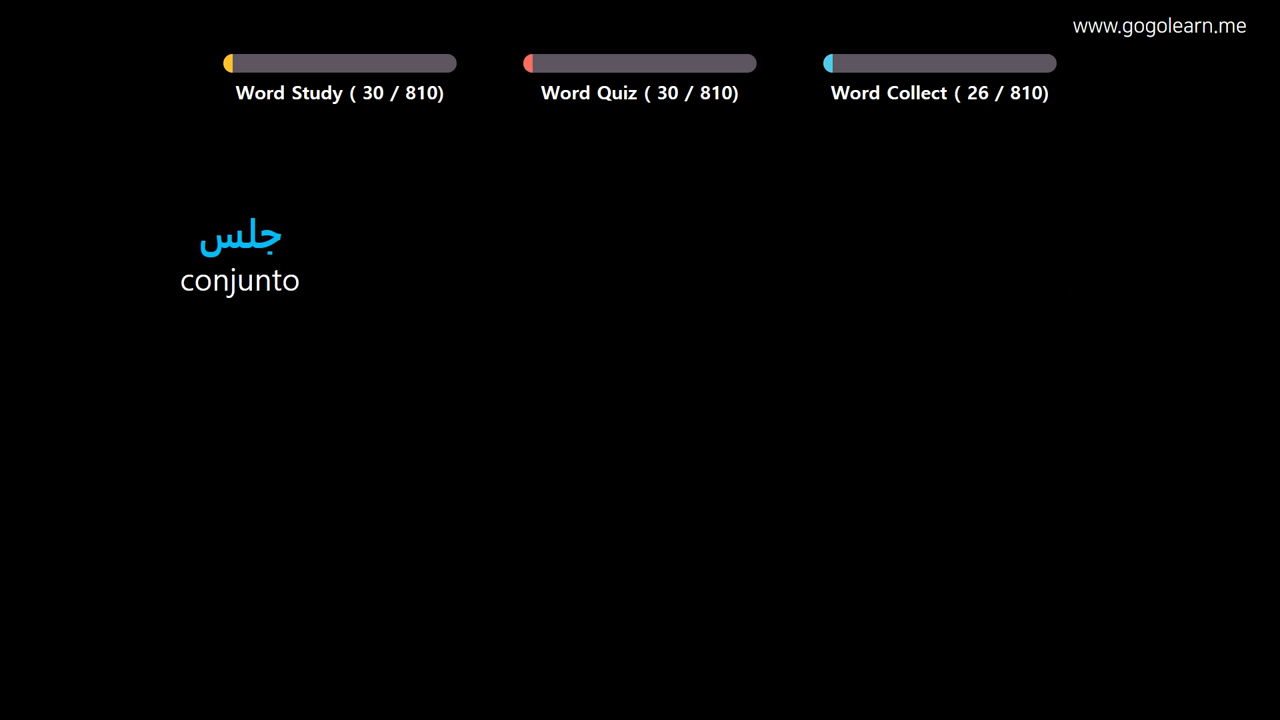 www.gogolearn.me
Word Study ( 30 / 810)
Word Quiz ( 30 / 810)
Word Collect ( 26 / 810)
جلس
conjunto